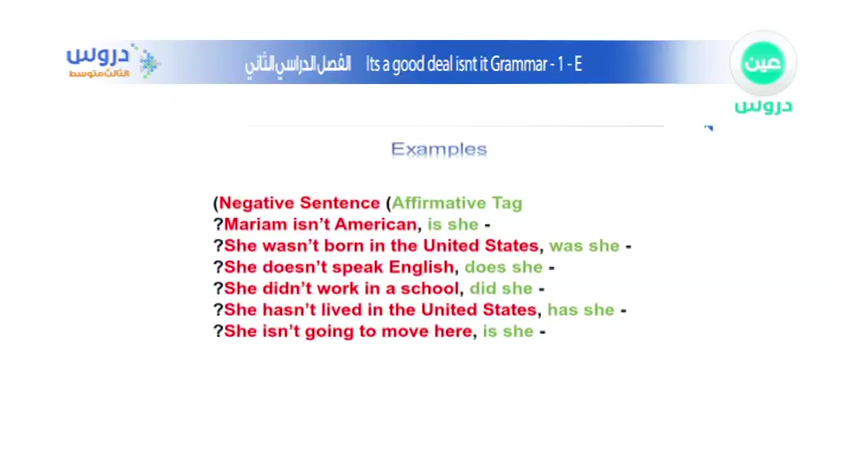 دروس
الثالث متوسط
الفصل الدراسي الثاني Its a good deal isnt it Grammar - 1 - E
عين
دروس
Examples
(Negative Sentence (Affirmative Tag
?Mariam isn't American, is she -
?She wasn't born in the United States, was she -
?She doesn't speak English, does she -
?She didn't work in a school, did she -
?She hasn't lived in the United States, has she -
?She isn't going to move here, is she -